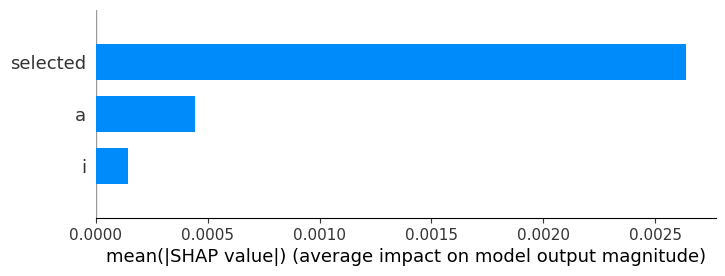 selected
a
i
0.0000 0.0005 0.0010 0.0015 0.0020 0.0025
mean(|SHAP value|) (average impact on model output magnitude)